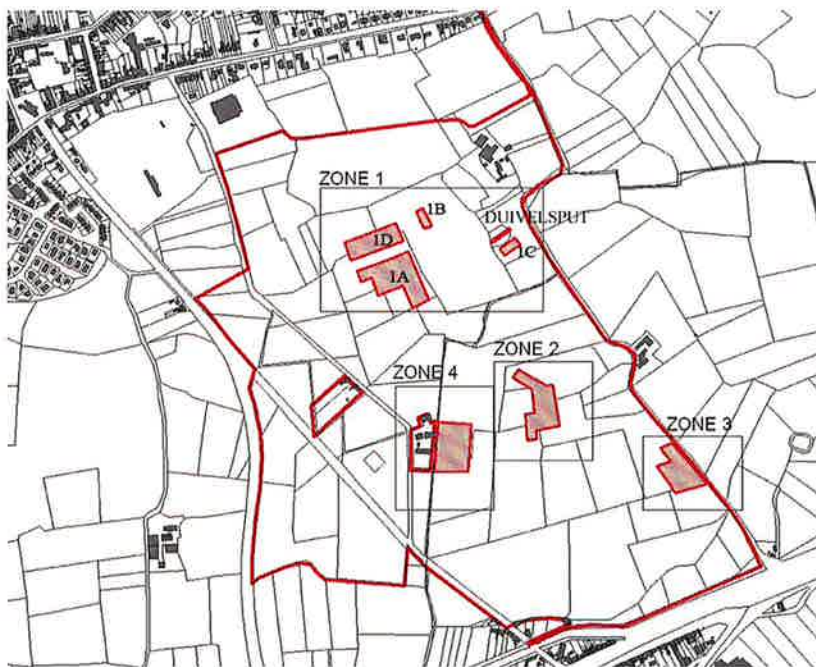 ZONE 1
1B
DUIVELSPUT
1D
1C
1A
ZONE 2
ZONE 4
ZONE 3